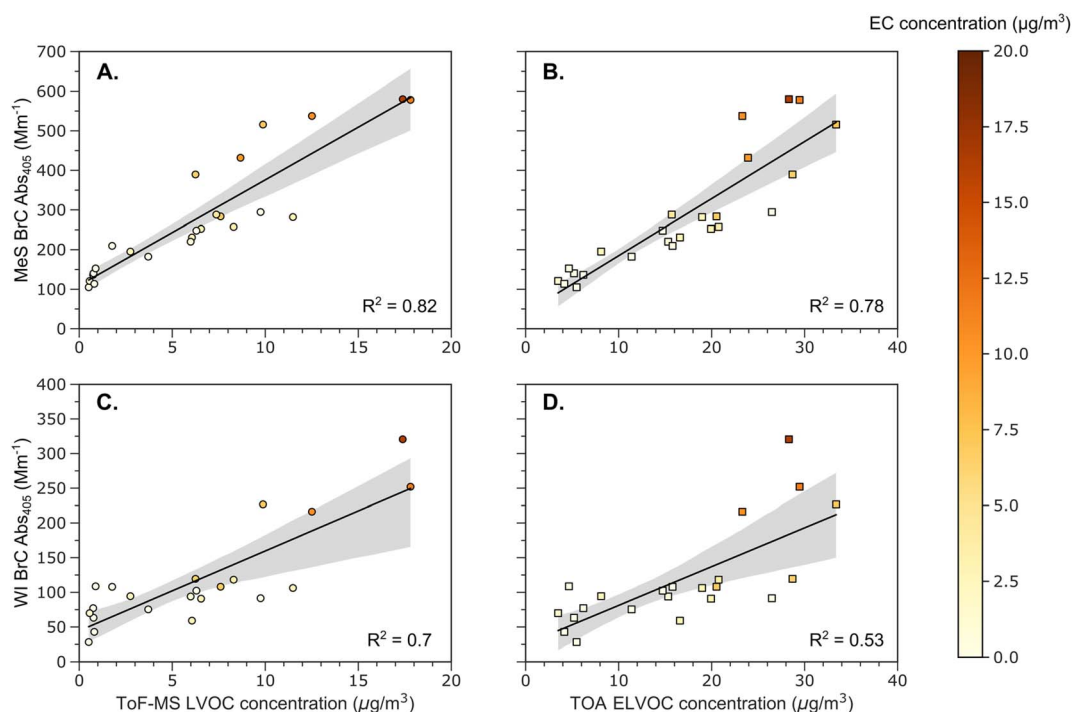 EC concentration (µg/m³)
A.
MeS BrC Abs₄₀₅ (Mm⁻¹)
700
600
500
400
300
200
100
0
0 5 10 15 20
R² = 0.82
B.
0 10 20 30 40
R² = 0.78
20.0
17.5
15.0
12.5
10.0
7.5
5.0
2.5
0.0
C.
WI BrC Abs₄₀₅ (Mm⁻¹)
400
350
300
250
200
150
100
50
0
0 5 10 15 20
R² = 0.7
ToF-MS LVOC concentration (µg/m³)
D.
0 10 20 30 40
R² = 0.53
TOA ELVOC concentration (µg/m³)